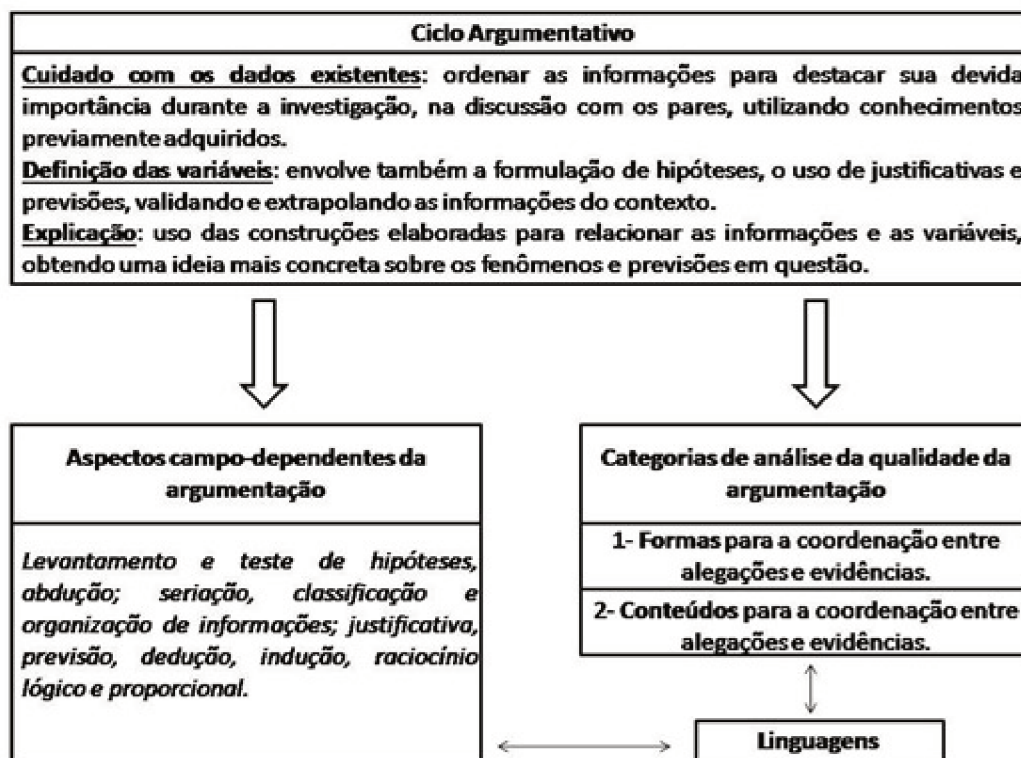 Ciclo Argumentativo
Cuidado com os dados existentes: ordenar as informações para destacar sua devida
importância durante a investigação, na discussão com os pares, utilizando conhecimentos
previamente adquiridos.
Definição das variáveis: envolve também a formulação de hipóteses, o uso de justificativas e
previsões, validando e extrapolando as informações do contexto.
Explicação: uso das construções elaboradas para relacionar as informações e as variáveis,
obtendo uma ideia mais concreta sobre os fenômenos e previsões em questão.
Aspectos campo-dependentes da
argumentação
Levantamento e teste de hipóteses,
abdução; seriação, classificação e
organização de informações; justificativa,
previsão, dedução, indução, raciocínio
lógico e proporcional.
Categorias de análise da qualidade da
argumentação
1- Formas para a coordenação entre
alegações e evidências.
2- Conteúdos para a coordenação entre
alegações e evidências.
Linguagens